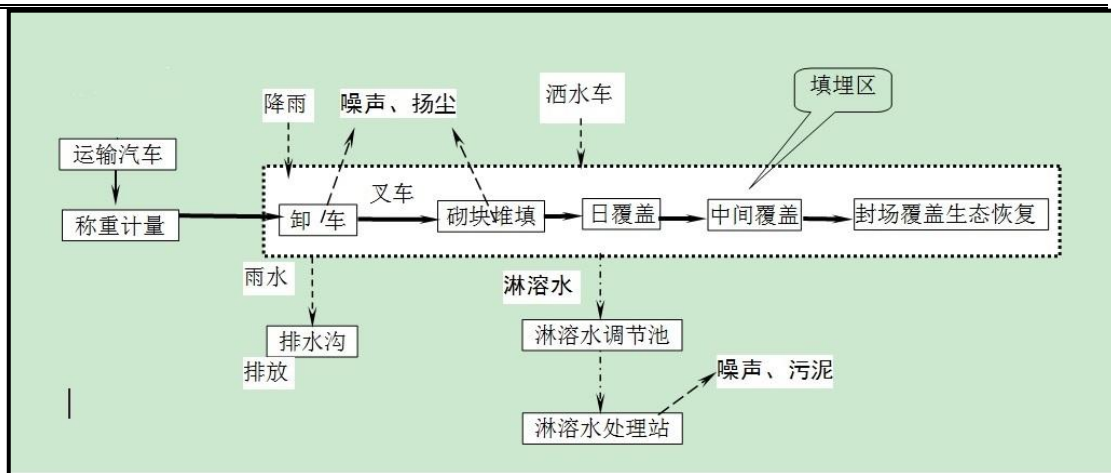 填埋区
洒水车
降雨
噪声、扬尘
运输汽车
叉车
称重计量
卸车
砌块堆填
日覆盖
中间覆盖
封场覆盖生态恢复
雨水
淋溶水
排水沟
淋溶水调节池
排放
噪声、污泥
淋溶水处理站